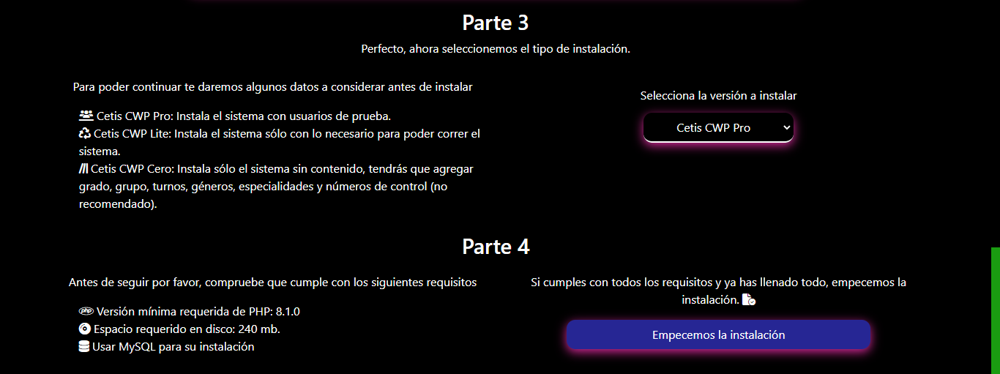 Parte 3
Perfecto, ahora seleccionemos el tipo de instalación.
Para poder continuar te daremos algunos datos a considerar antes de instalar
Cetis CWP Pro: Instala el sistema con usuarios de prueba.
Cetis CWP Lite: Instala el sistema sólo con lo necesario para poder correr el
sistema.
Cetis CWP Cero: Instala sólo el sistema sin contenido, tendrás que agregar
grado, grupo, turnos, géneros, especialidades y números de control (no
recomendado).
Selecciona la versión a instalar
Cetis CWP Pro
Parte 4
Antes de seguir por favor, compruebe que cumple con los siguientes requisitos
php Versión mínima requerida de PHP: 8.1.0
Espacio requerido en disco: 240 mb.
Usar MySQL para su instalación
Si cumples con todos los requisitos y ya has llenado todo, empecemos la
instalación.
Empecemos la instalación